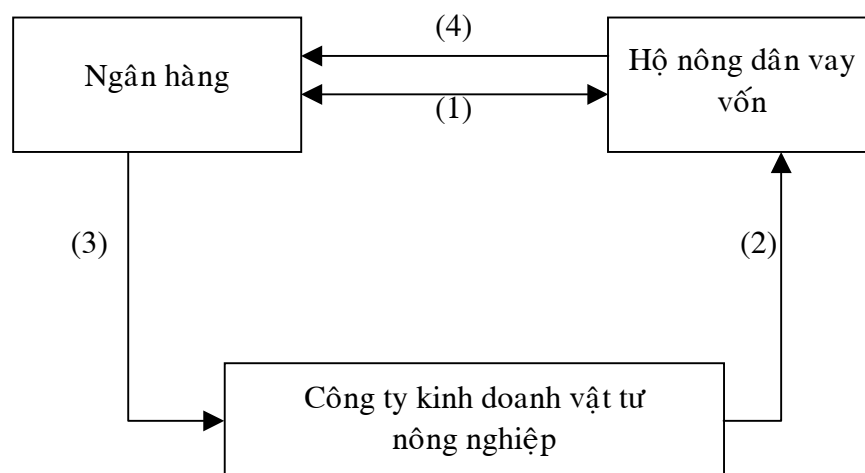 (4)
Ngân hàng
Hộ nông dân vay
vốn
(1)
(3)
(2)
Công ty kinh doanh vật tư
nông nghiệp